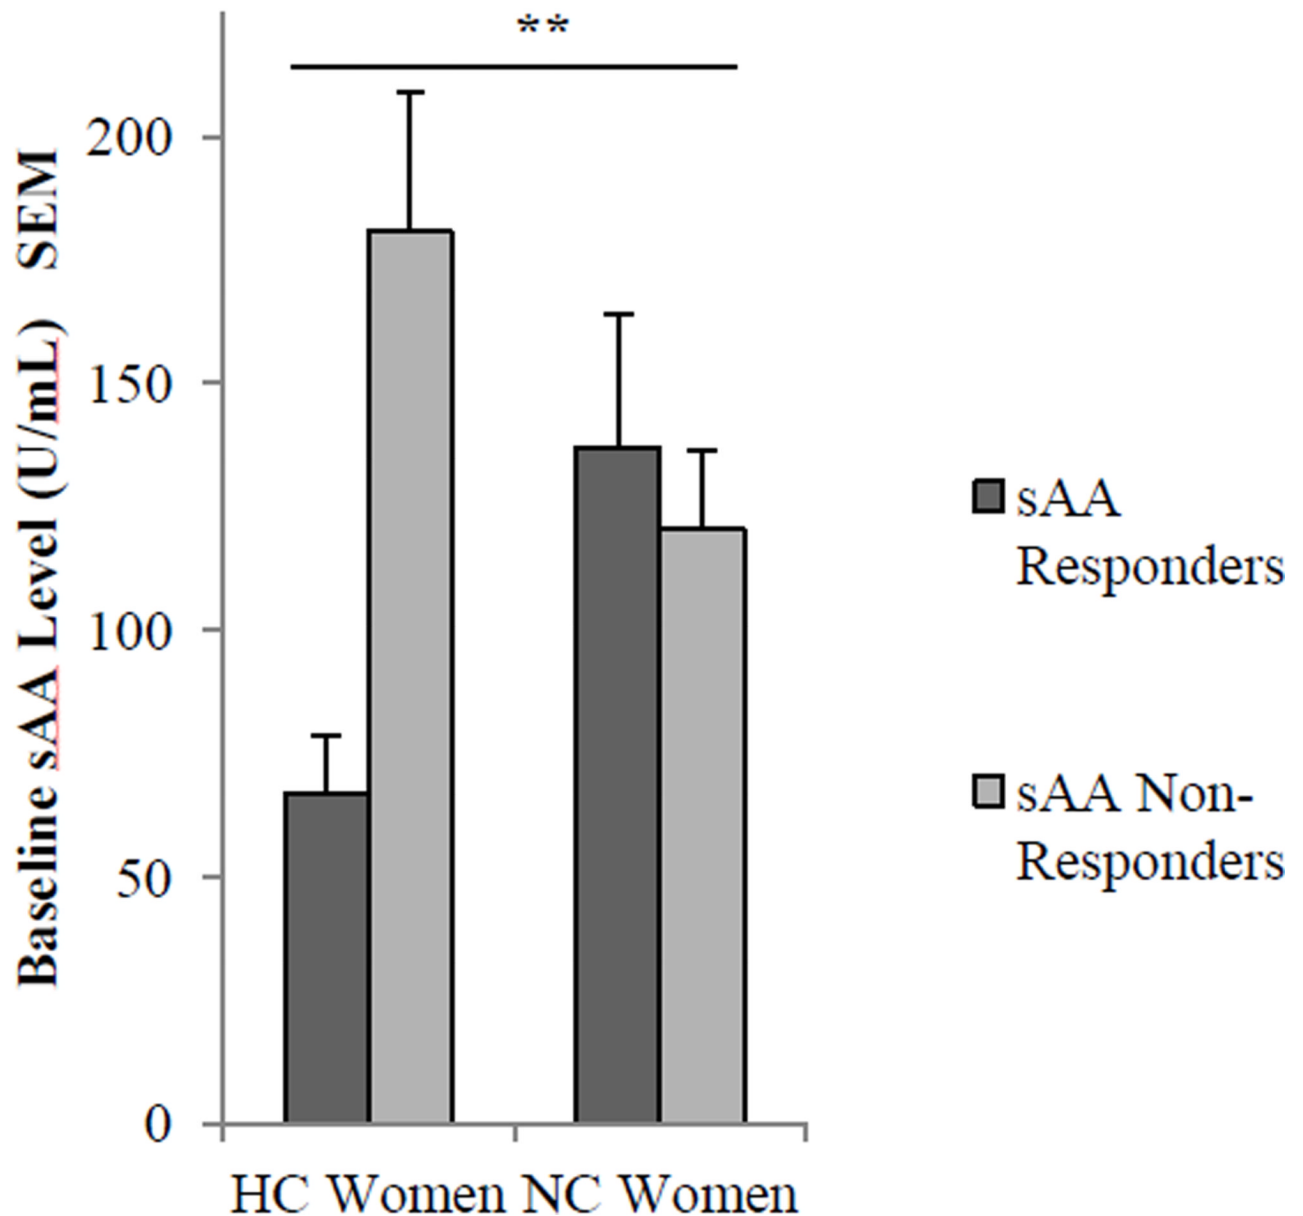 **
Baseline sAA Level (U/mL) SEM
200
150
100
50
0
HC Women NC Women
sAA
Responders
sAA Non-
Responders